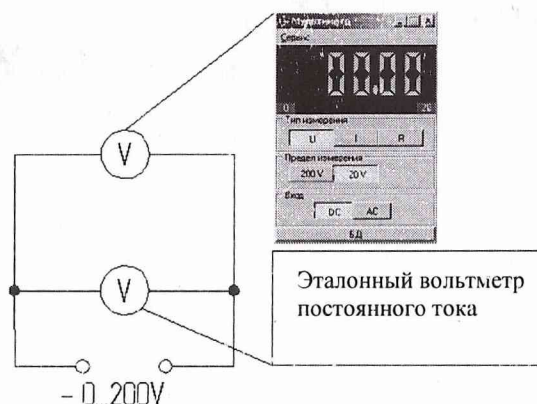 Мультиметр
Сервис
00.00
0 20
Тип измерения
U I R
Предел измерения
200 V 20 V
Вход
DC AC
БД
V
V
Эталонный вольтметр
постоянного тока
– 0...200V